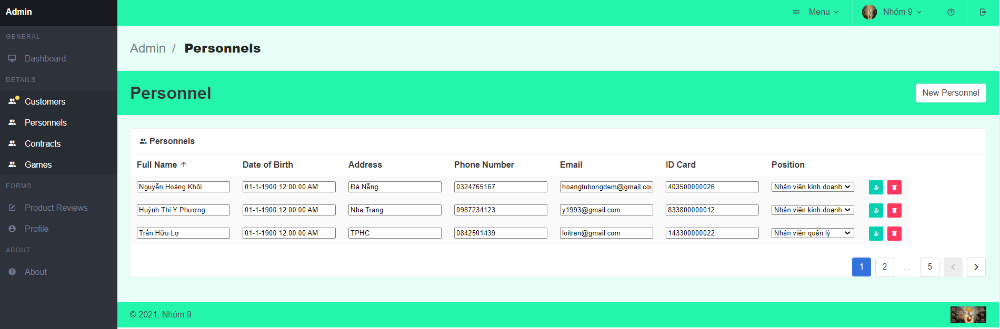 Admin
Menu
Nhóm 9
GENERAL
Dashboard
DETAILS
Customers
Personnels
Contracts
Games
FORMS
Product Reviews
Profile
ABOUT
About
Admin / Personnels
Personnel
New Personnel
Personnels
Full Name Date of Birth Address Phone Number Email ID Card Position
Nguyễn Hoàng Khôi 01-1-1900 12:00:00 AM Đà Nẵng 0324765167 hoangtubongdem@gmail.co 403500000026 Nhân viên kinh doanh
Huỳnh Thị Ý Phương 01-1-1900 12:00:00 AM Nha Trang 0987234123 y1993@gmail.com 833800000012 Nhân viên kinh doanh
Trần Hữu Lợ 01-1-1900 12:00:00 AM TPHC 0842501439 loitran@gmail.com 143300000022 Nhân viên quản lý
1 2 ... 5
© 2021, Nhóm 9